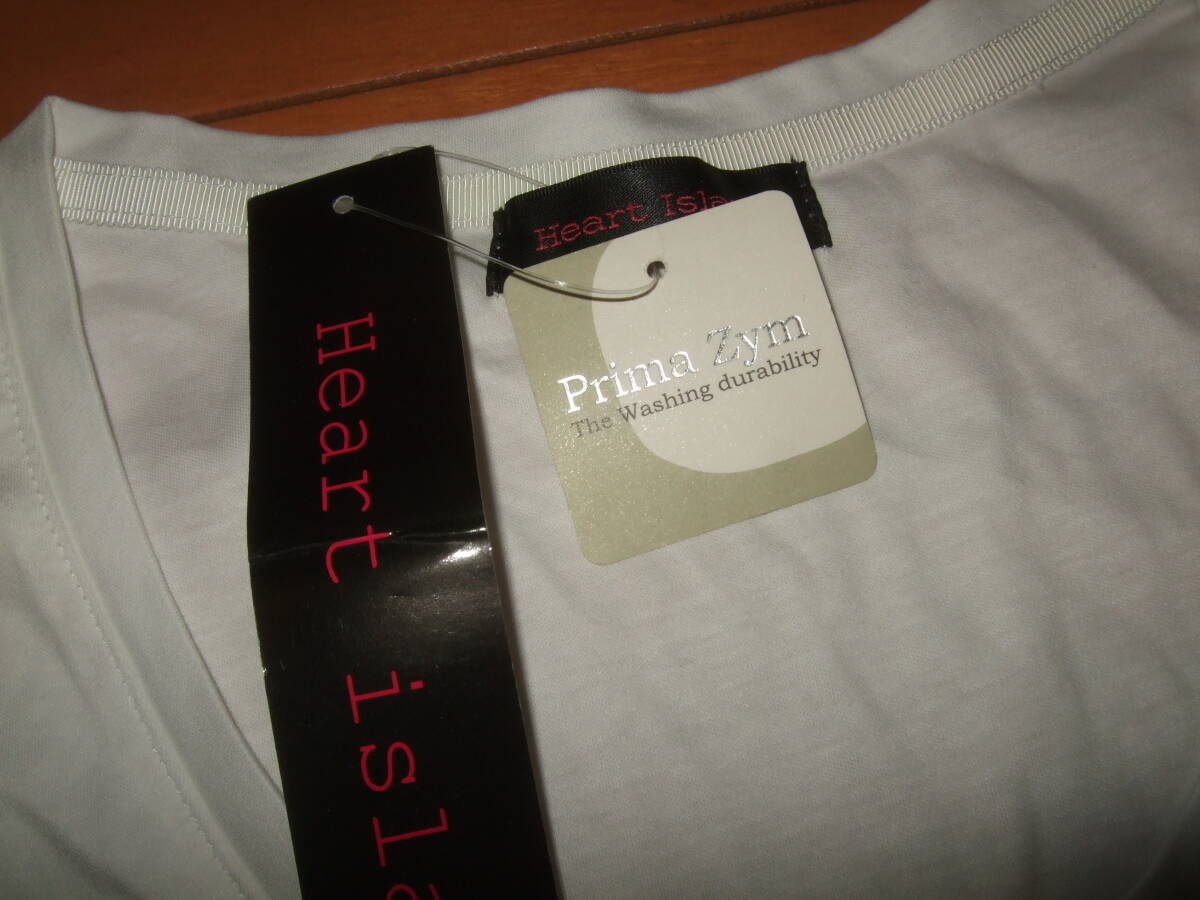 Heart Isla
Prima Zym
The Washing durability
Heart isla